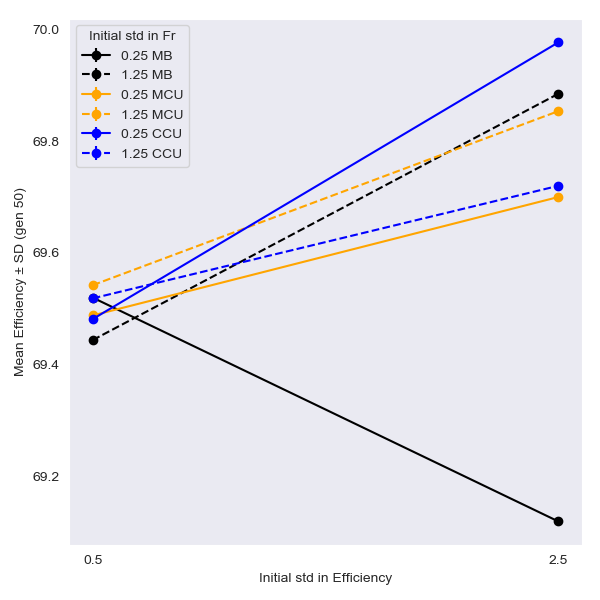 Initial std in Fr
0.25 MB
1.25 MB
0.25 MCU
1.25 MCU
0.25 CCU
1.25 CCU
70.0
69.8
69.6
69.4
69.2
Mean Efficiency ± SD (gen 50)
0.5
2.5
Initial std in Efficiency